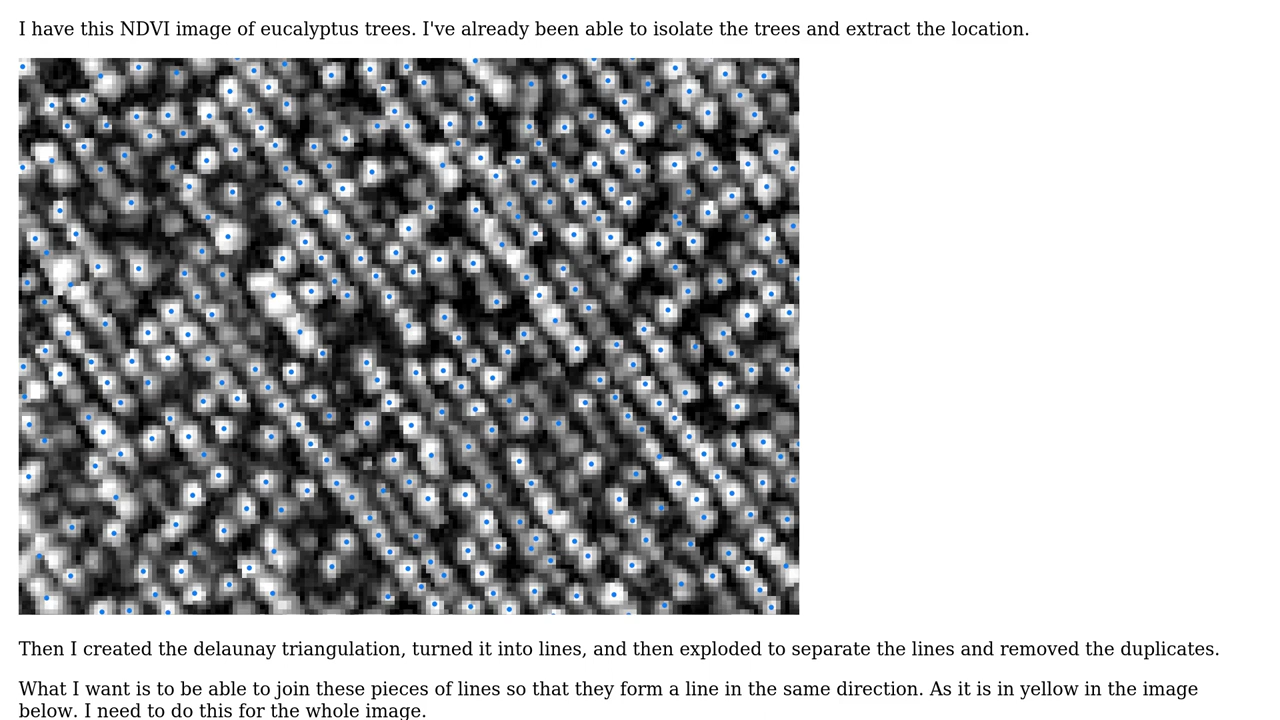 I have this NDVI image of eucalyptus trees. I've already been able to isolate the trees and extract the location.
Then I created the delaunay triangulation, turned it into lines, and then exploded to separate the lines and removed the duplicates.
What I want is to be able to join these pieces of lines so that they form a line in the same direction. As it is in yellow in the image
below. I need to do this for the whole image.